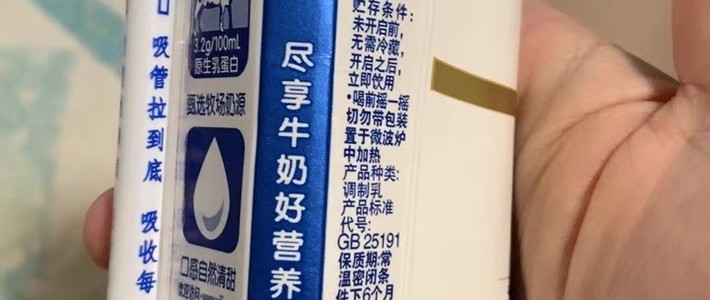 吸管拉到底 吸收每
3.2g/100mL
原生乳蛋白
甄选牧场奶源
口感自然清甜
尽享牛奶好营养
贮存条件：
未开启前，
无需冷藏，
开启之后，
立即饮用
•喝前摇一摇
切勿带包装
置于微波炉
中加热
产品种类：
调制乳
产品标准
代号：
GB 25191
保质期：常
温密闭条
件下6个月